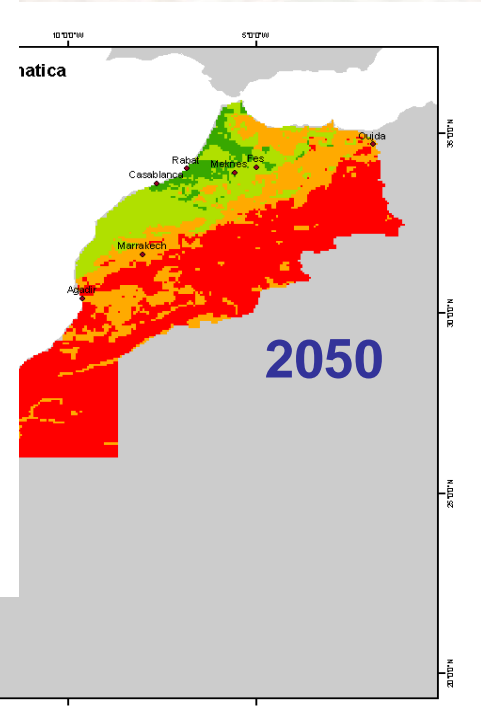 10°0'0"W
5°0'0"W
natica
35°0'0"N
Oujda
Rabat
Meknes
Fes
Casablanca
Marrakech
Agadir
30°0'0"N
2050
25°0'0"N
20°0'0"N